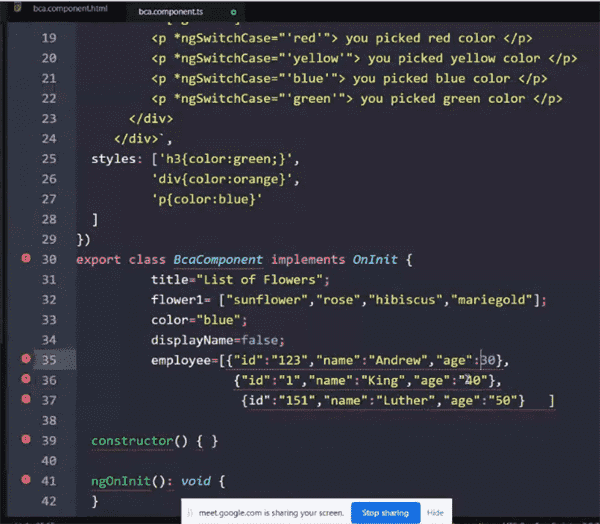 bca.component.html
bca.component.ts
19 <p *ngSwitchCase="'red'"> you picked red color </p>
20 <p *ngSwitchCase="'yellow'"> you picked yellow color </p>
21 <p *ngSwitchCase="'blue'"> you picked blue color </p>
22 <p *ngSwitchCase="'green'"> you picked green color </p>
23 </div>
24 </div>`,
25 styles: ['h3{color:green;}',
26 'div{color:orange}',
27 'p{color:blue}'
28 ]
29 })
30 export class BcaComponent implements OnInit {
31 title="List of Flowers";
32 flower1= ["sunflower","rose","hibiscus","mariegold"];
33 color="blue";
34 displayName=false;
35 employee=[{"id":"123","name":"Andrew","age":30},
36 {"id":"1","name":"King","age":"40"},
37 {id":"151","name":"Luther","age":"50"} ]
38
39 constructor() { }
40
41 ngOnInit(): void {
42 }
meet.google.com is sharing your screen. Stop sharing Hide